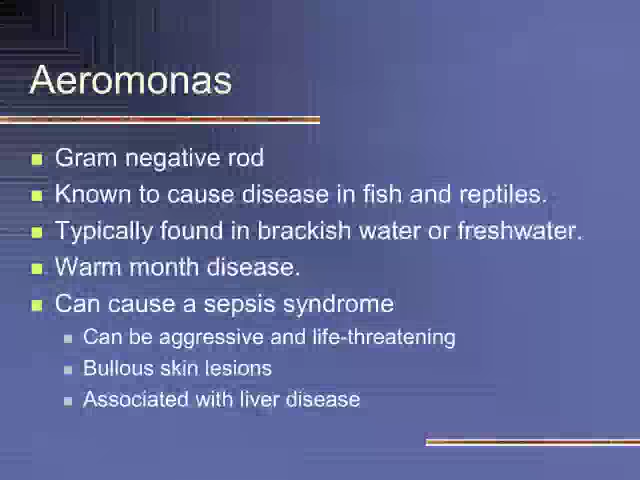 Aeromonas
Gram negative rod
Known to cause disease in fish and reptiles.
Typically found in brackish water or freshwater.
Warm month disease.
Can cause a sepsis syndrome
Can be aggressive and life-threatening
Bullous skin lesions
Associated with liver disease